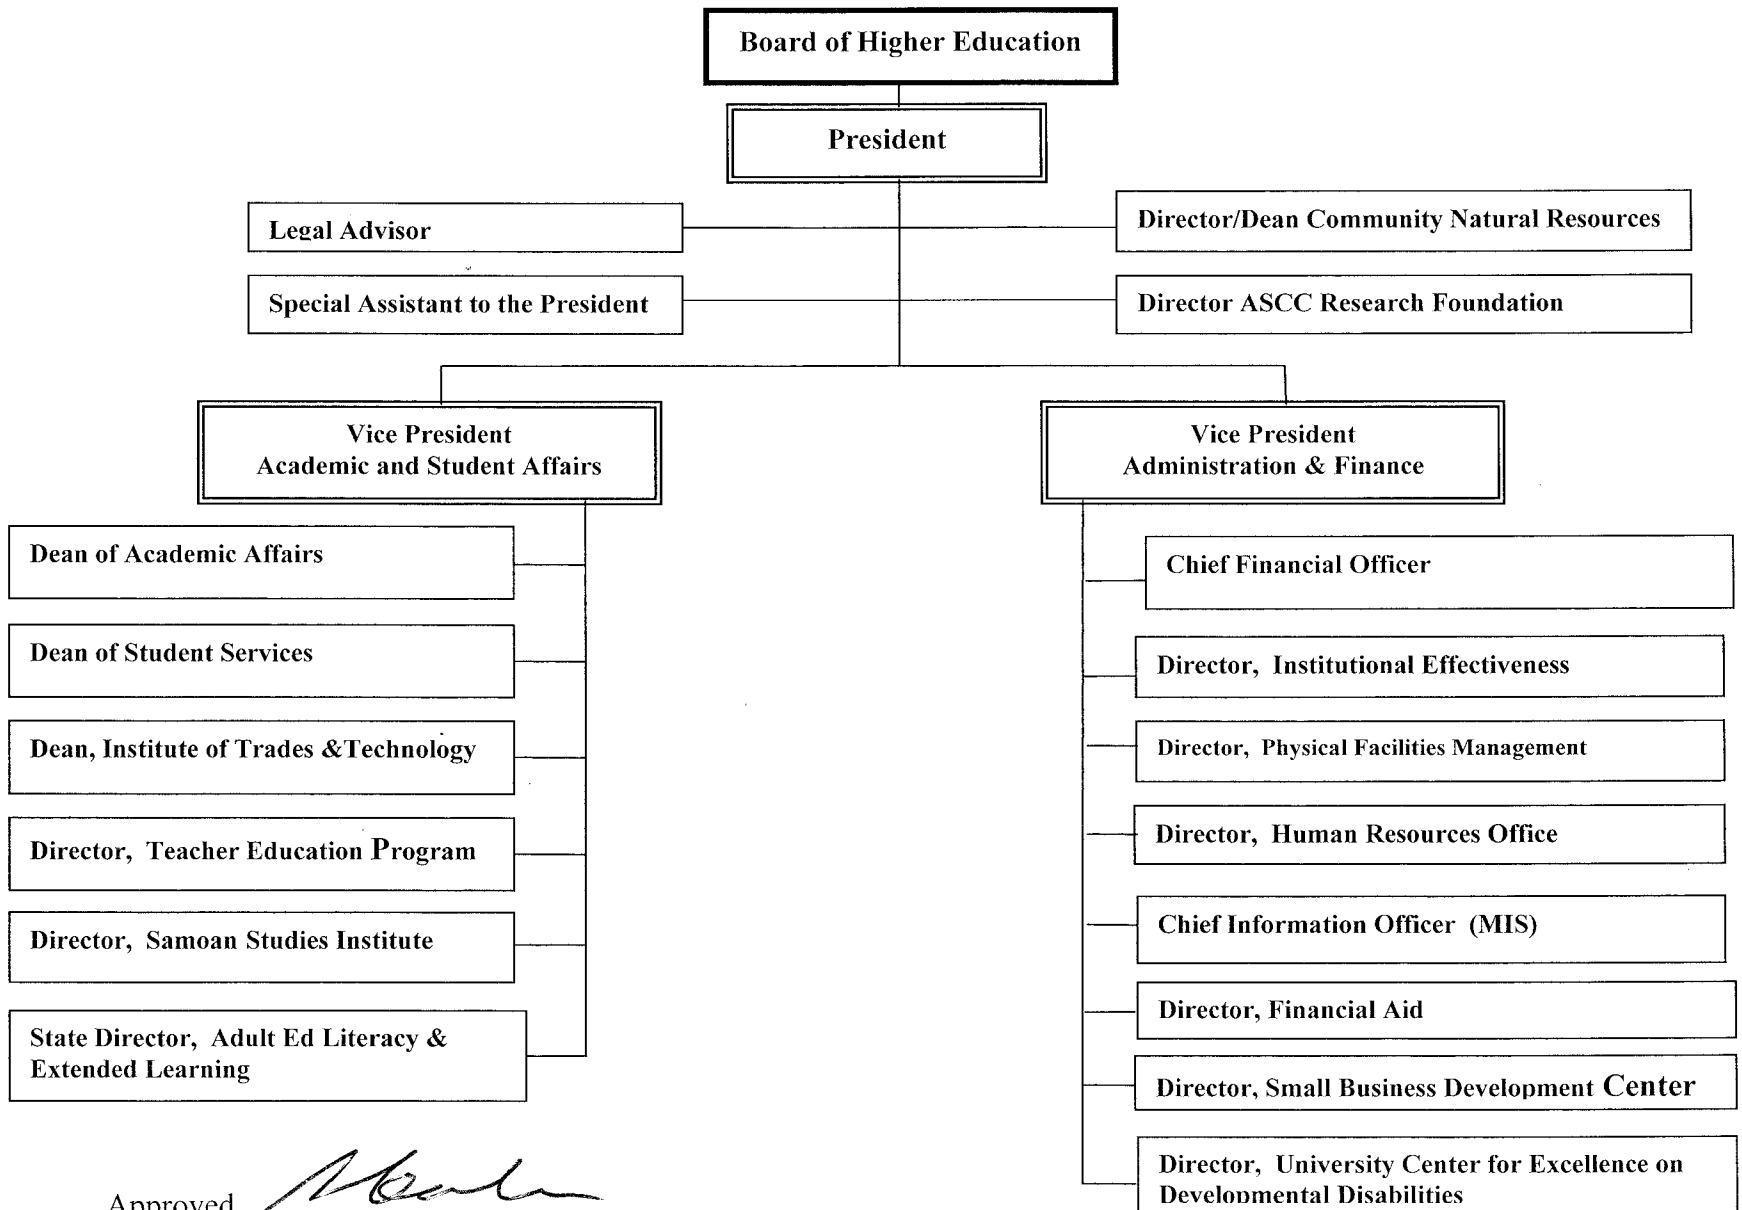 Board of Higher Education
President
Legal Advisor
Director/Dean Community Natural Resources
Special Assistant to the President
Director ASCC Research Foundation
Vice President
Academic and Student Affairs
Vice President
Administration & Finance
Dean of Academic Affairs
Dean of Student Services
Dean, Institute of Trades &Technology
Director, Teacher Education Program
Director, Samoan Studies Institute
State Director, Adult Ed Literacy &
Extended Learning
Chief Financial Officer
Director, Institutional Effectiveness
Director, Physical Facilities Management
Director, Human Resources Office
Chief Information Officer (MIS)
Director, Financial Aid
Director, Small Business Development Center
Director, University Center for Excellence on
Developmental Disabilities
Approved